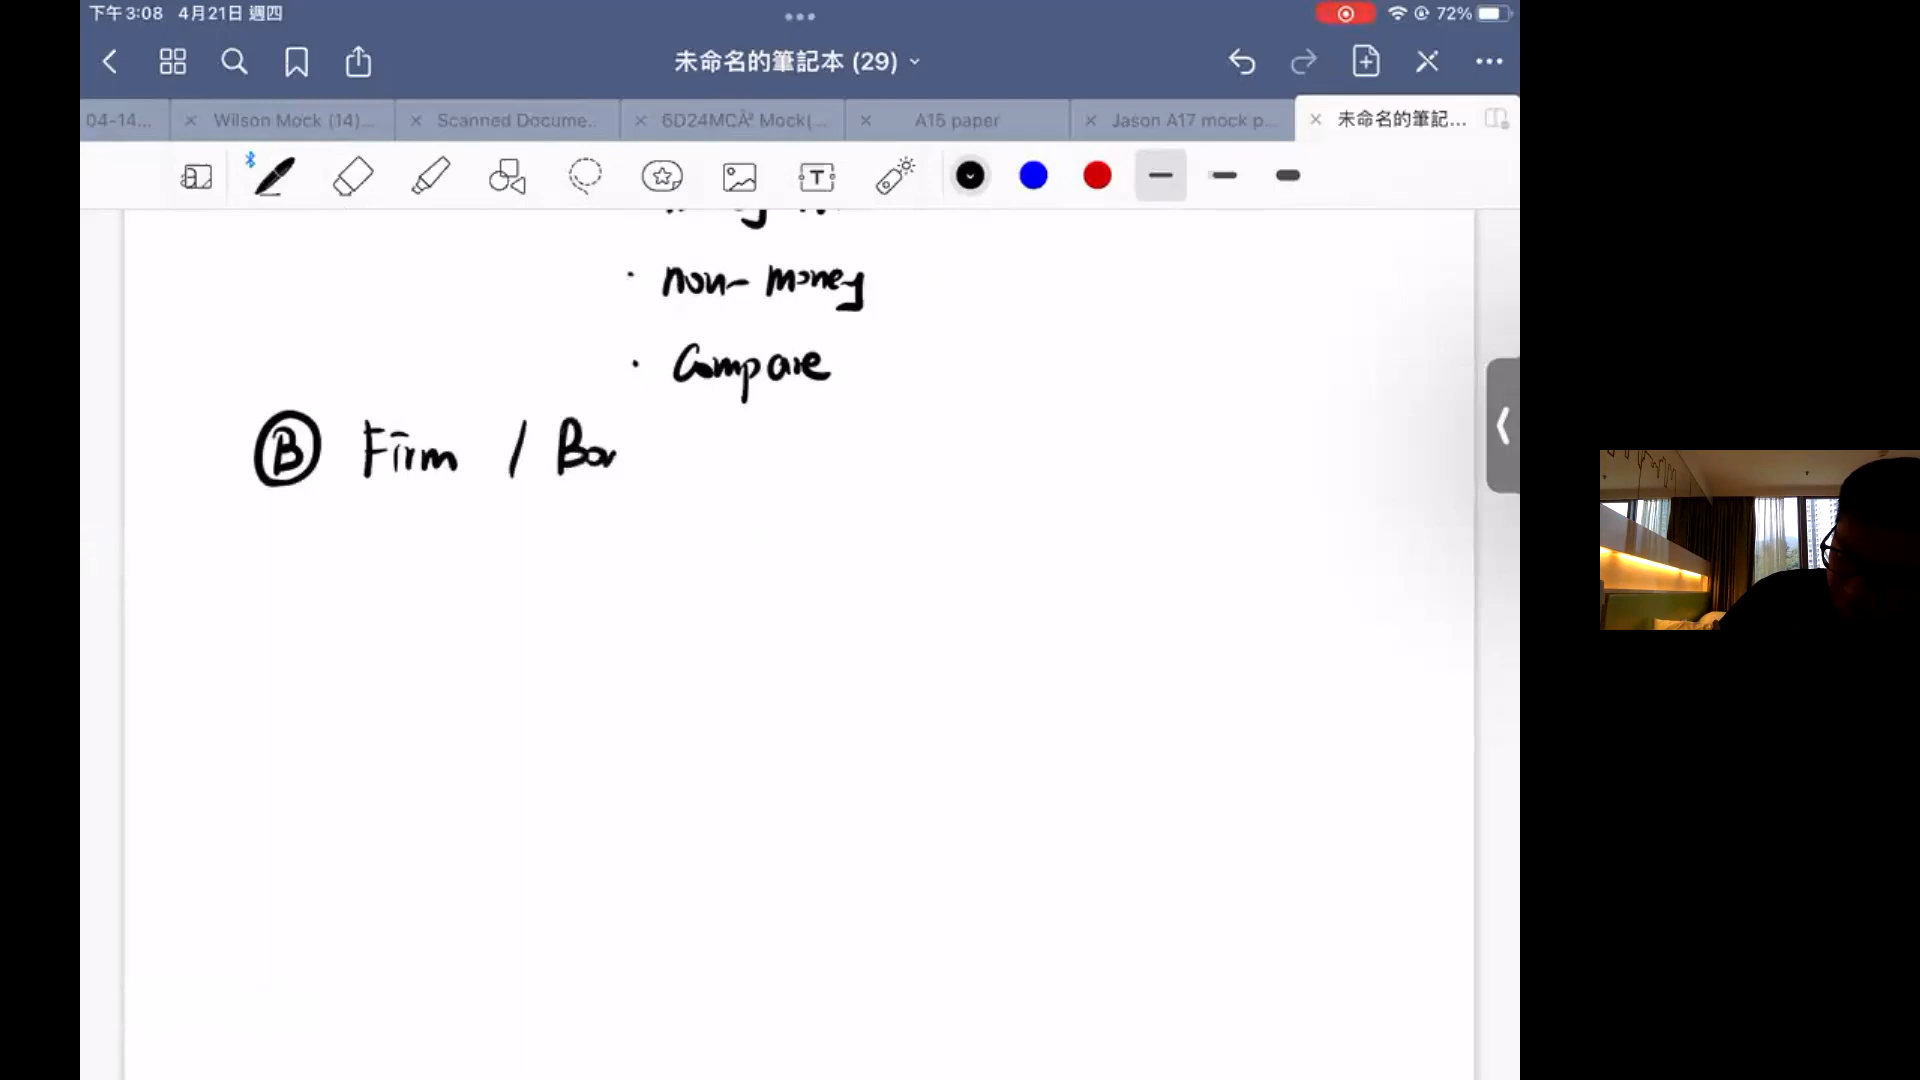 下午3:08 4月21日 週四 72%
未命名的筆記本 (29)
04-14... Wilson Mock (14)... Scanned Docume.. 6D24MCÂ² Mock(... A15 paper Jason A17 mock p... 未命名的筆記...
· non-money
· Compare
Ⓑ Firm / Bor